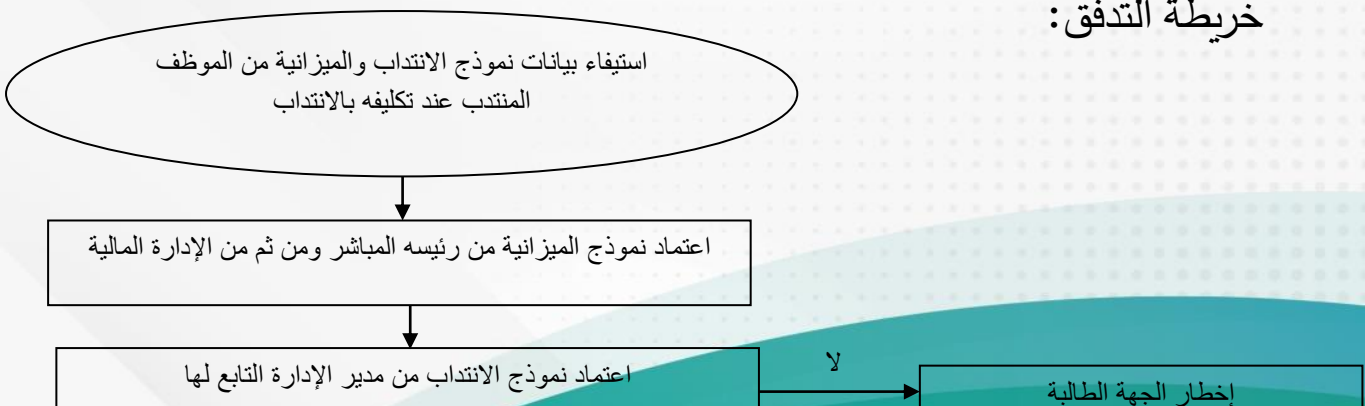 خريطة التدفق:
استيفاء بيانات نموذج الانتداب والميزانية من الموظف
المنتدب عند تكليفه بالانتداب
اعتماد نموذج الميزانية من رئيسه المباشر ومن ثم من الإدارة المالية
اعتماد نموذج الانتداب من مدير الإدارة التابع لها
لا
إخطار الجهة الطالبة